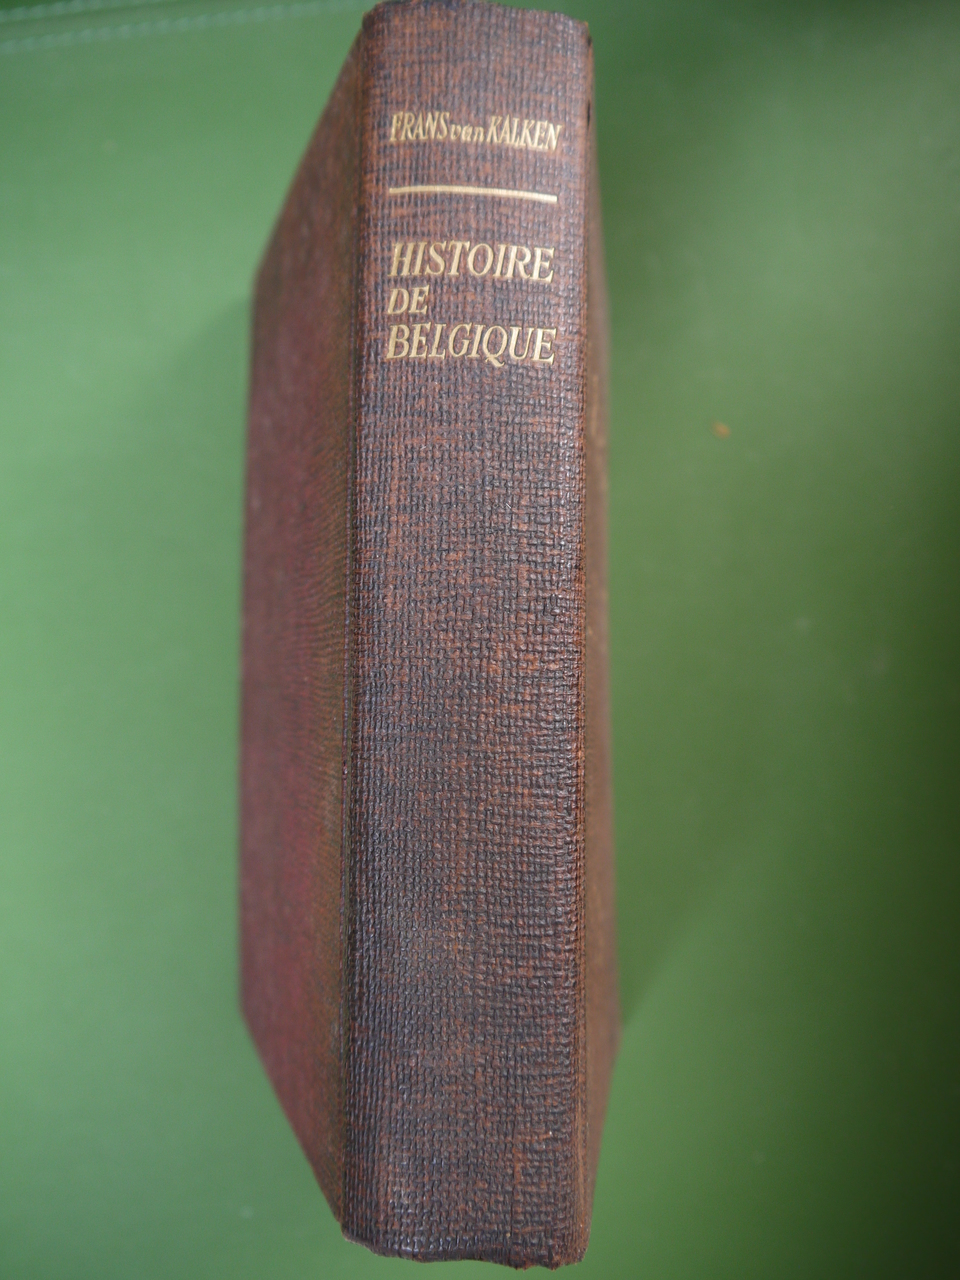 FRANS van KALKEN
HISTOIRE
DE
BELGIQUE